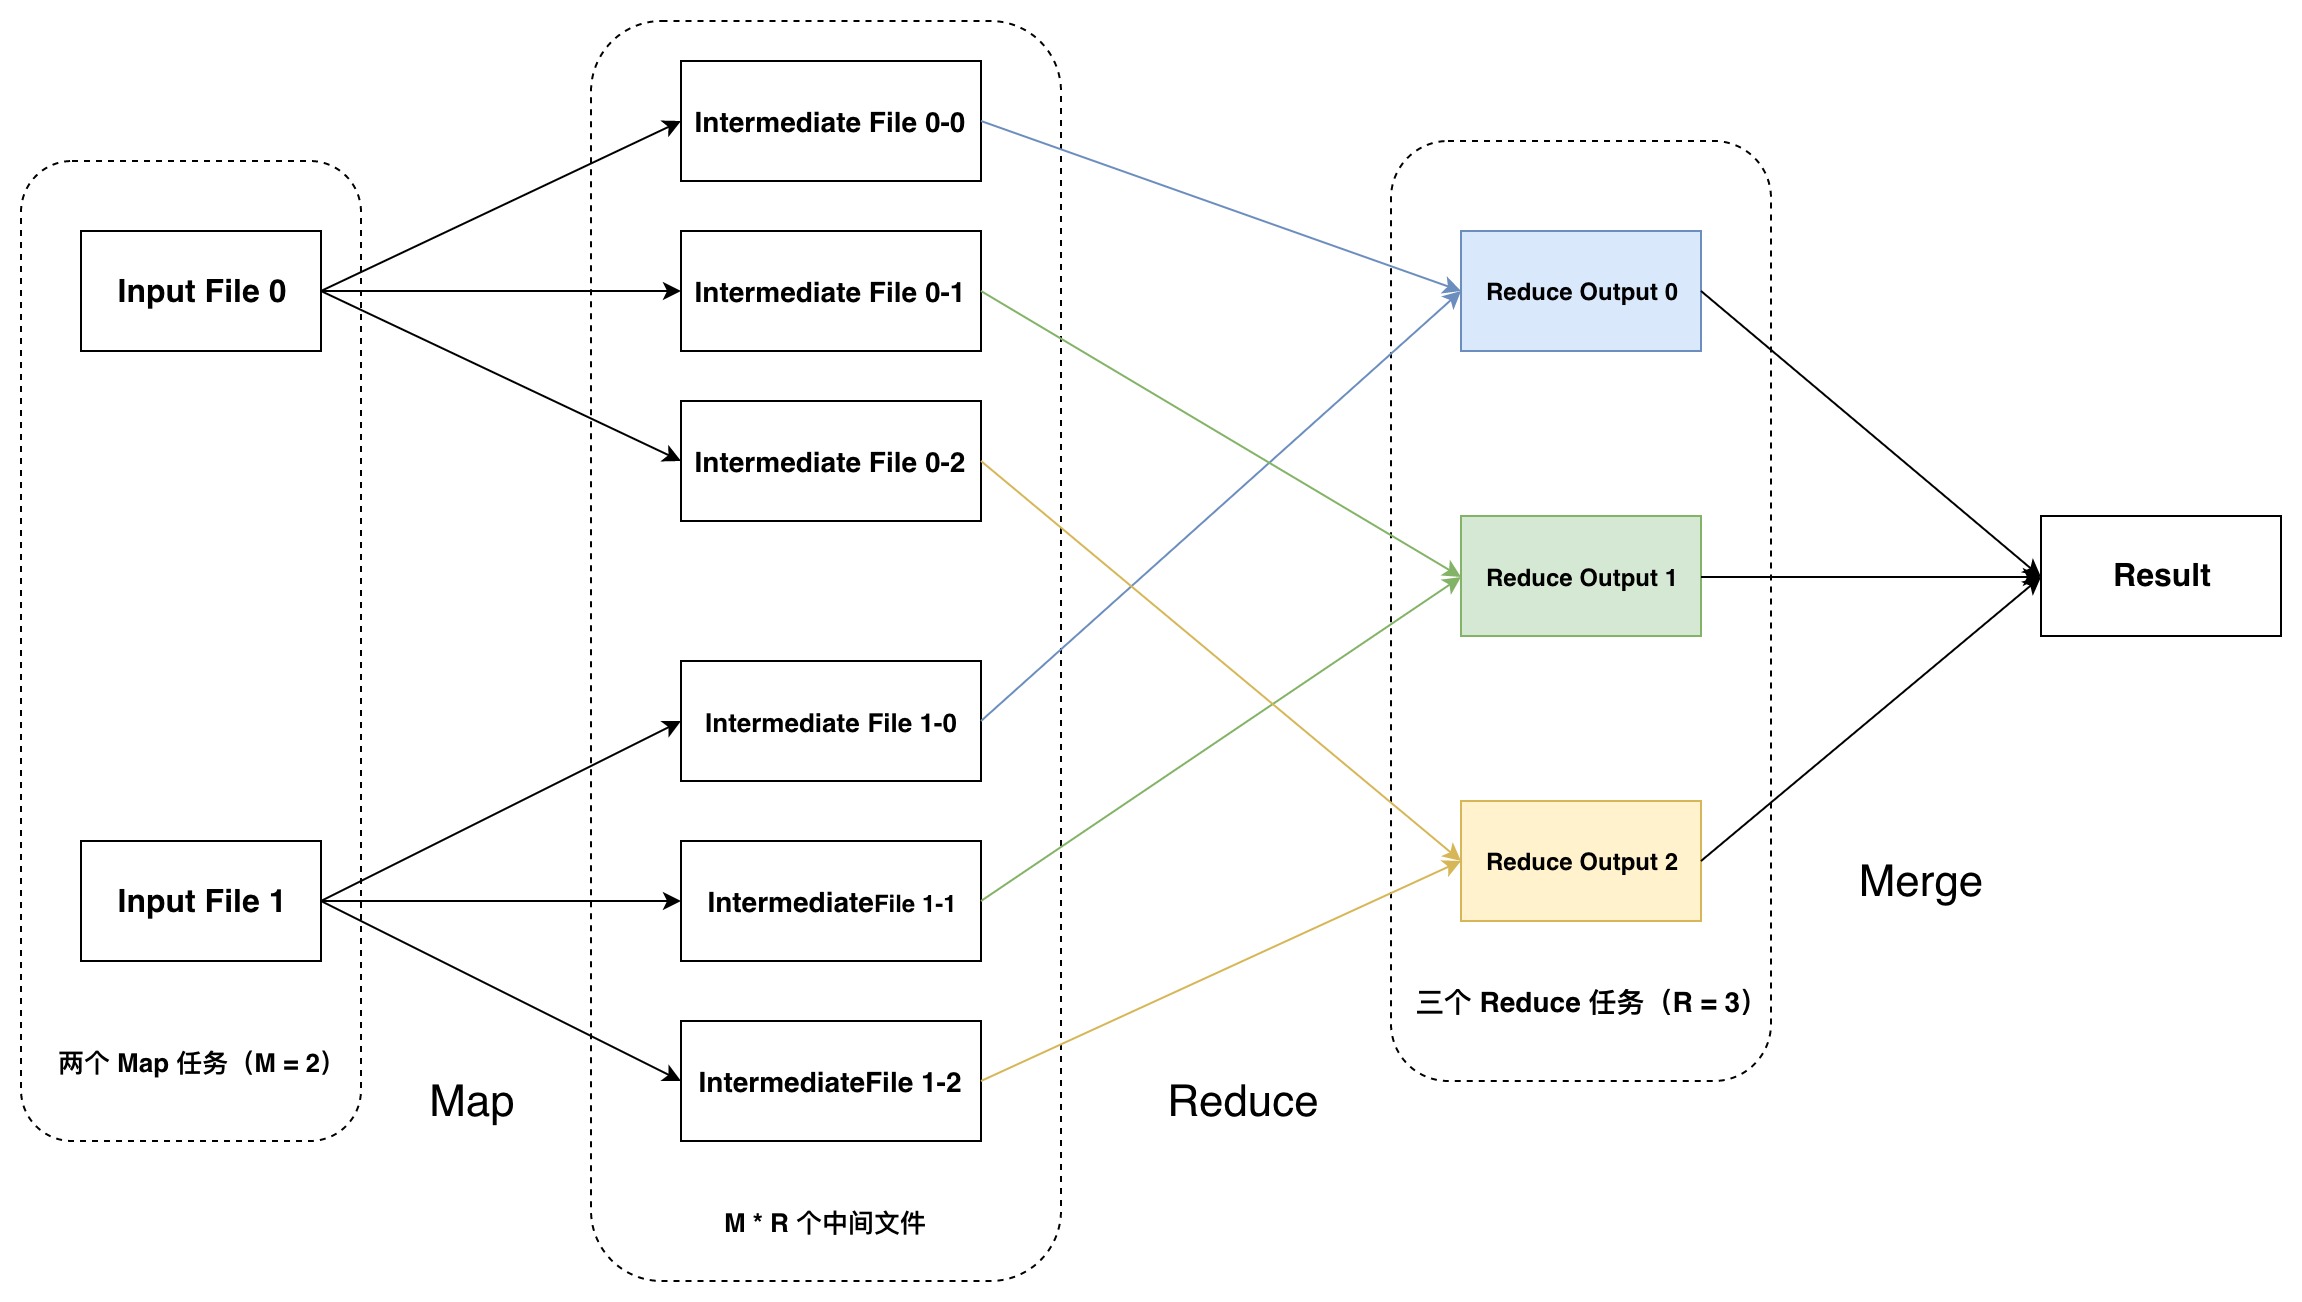 Input File 0
Input File 1
两个 Map 任务（M = 2）
Map
Intermediate File 0-0
Intermediate File 0-1
Intermediate File 0-2
Intermediate File 1-0
IntermediateFile 1-1
IntermediateFile 1-2
M * R 个中间文件
Reduce
Reduce Output 0
Reduce Output 1
Reduce Output 2
三个 Reduce 任务（R = 3）
Merge
Result